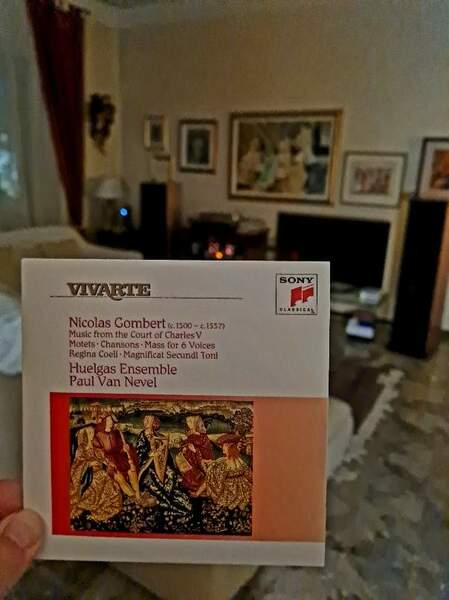 VIVARTE
SONY
CLASSICAL
Nicolas Gombert (c.1500 – c.1557)
Music from the Court of Charles V
Motets · Chansons · Mass for 6 Voices
Regina Coeli · Magnificat Secundi Toni
Huelgas Ensemble
Paul Van Nevel